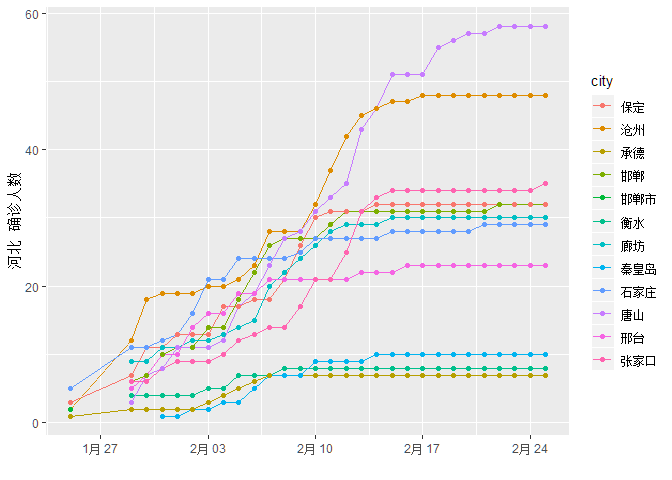 60
40
20
0
河北 确诊人数
1月 27
2月 03
2月 10
2月 17
2月 24
city
保定
沧州
承德
邯郸
邯郸市
衡水
廊坊
秦皇岛
石家庄
唐山
邢台
张家口